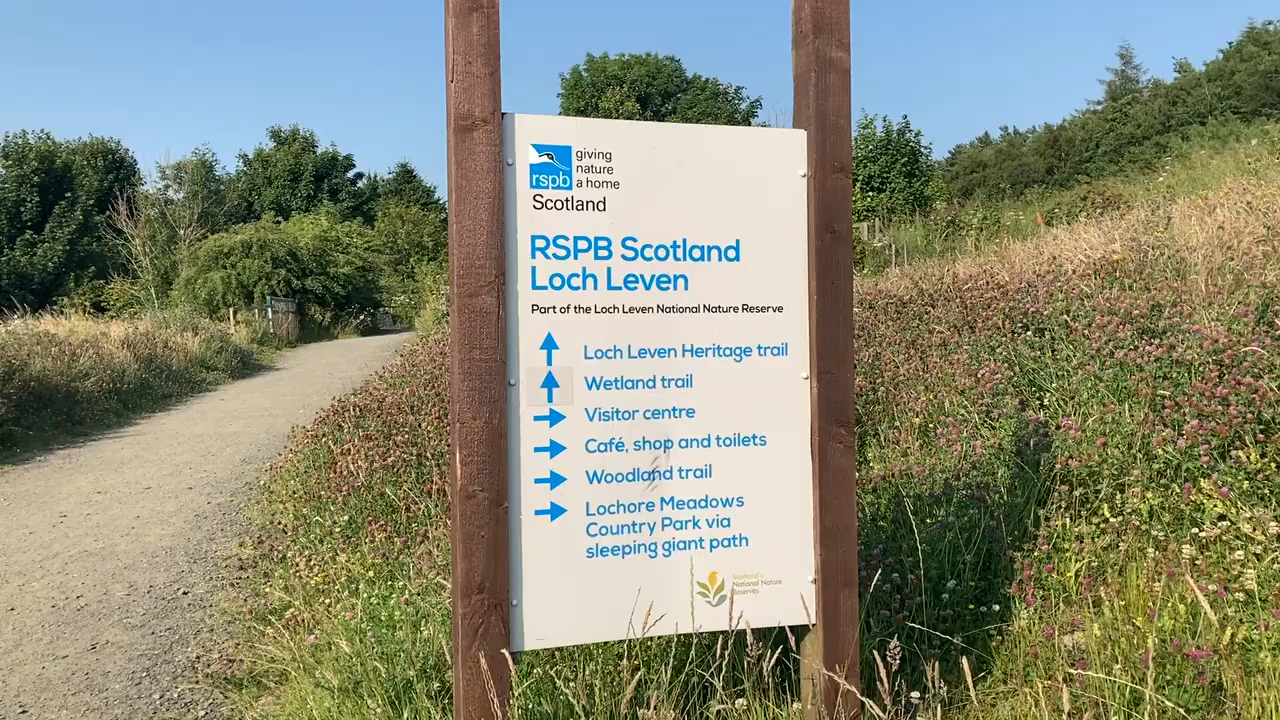 rspb
giving
nature
a home
Scotland
RSPB Scotland
Loch Leven
Part of the Loch Leven National Nature Reserve
Loch Leven Heritage trail
Wetland trail
Visitor centre
Café, shop and toilets
Woodland trail
Lochore Meadows
Country Park via
sleeping giant path
Scotland's
National Nature
Reserves